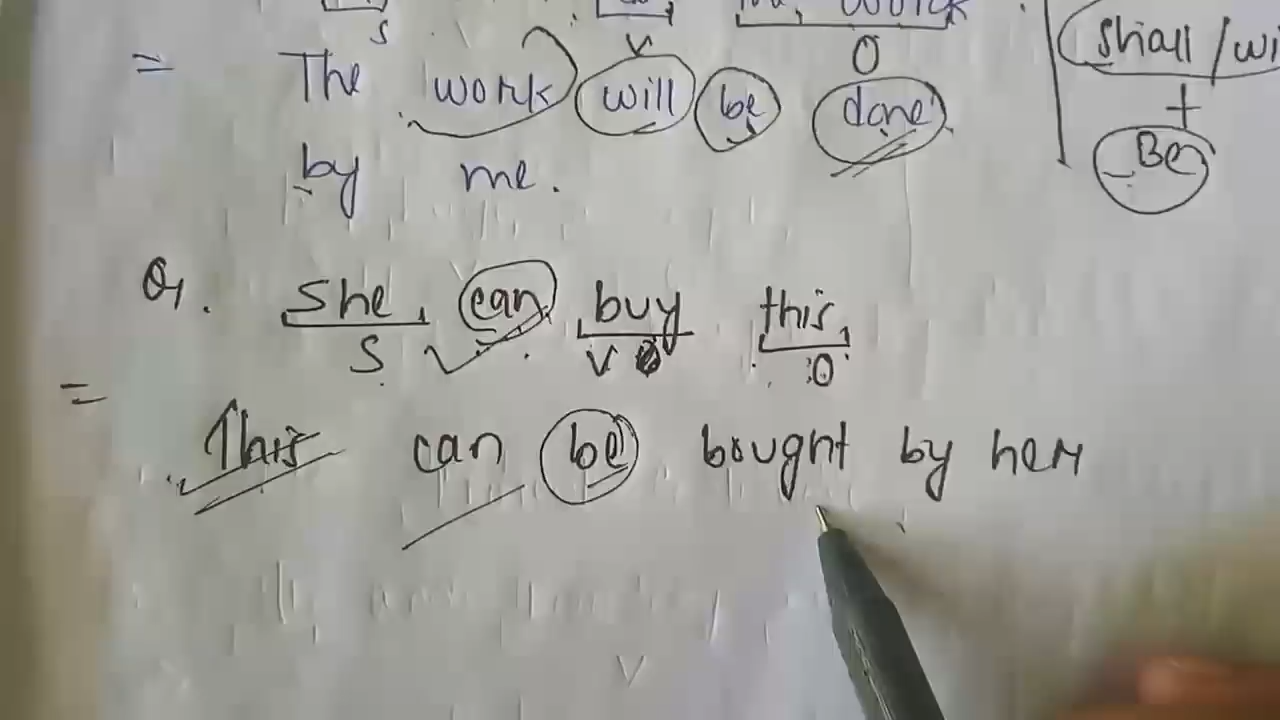 S V O
= The work will be done shall / wi
by me. + Be
Q. She can buy this,
S V O
=
This can be bought by her